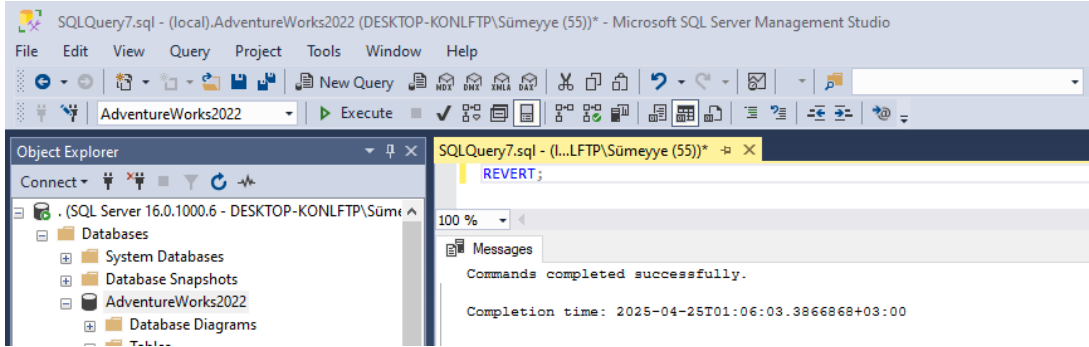 SQLQuery7.sql - (local).AdventureWorks2022 (DESKTOP-KONLFTP\Sümeyye (55))* - Microsoft SQL Server Management Studio
File Edit View Query Project Tools Window Help
New Query MDX DMX XMLA DAX
AdventureWorks2022 Execute
Object Explorer
Connect
. (SQL Server 16.0.1000.6 - DESKTOP-KONLFTP\Süme
Databases
System Databases
Database Snapshots
AdventureWorks2022
Database Diagrams
Tables
SQLQuery7.sql - (l...LFTP\Sümeyye (55))*
REVERT;
100 %
Messages
Commands completed successfully.
Completion time: 2025-04-25T01:06:03.3866868+03:00